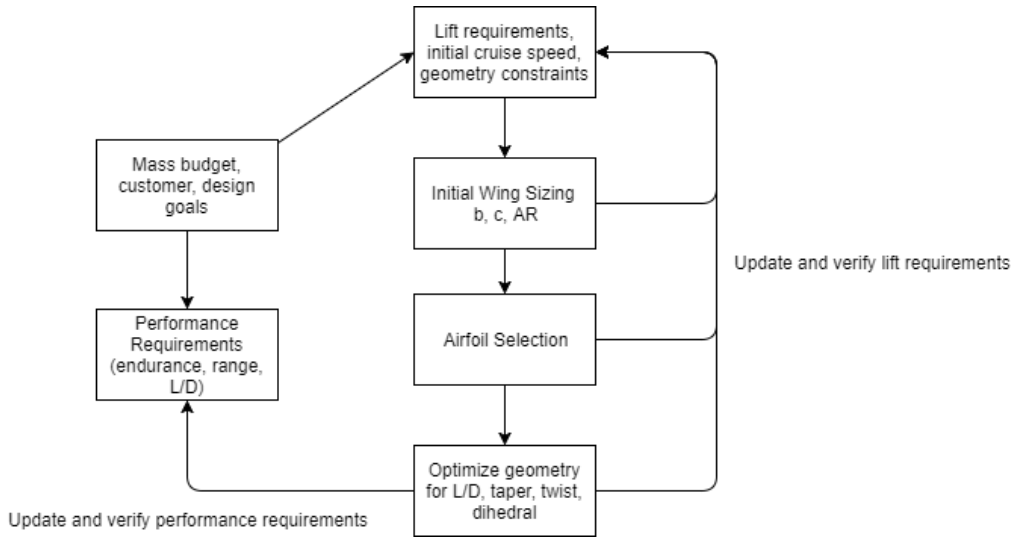 Lift requirements,
initial cruise speed,
geometry constraints
Mass budget,
customer, design
goals
Initial Wing Sizing
b, c, AR
Update and verify lift requirements
Performance
Requirements
(endurance, range,
L/D)
Airfoil Selection
Optimize geometry
for L/D, taper, twist,
dihedral
Update and verify performance requirements